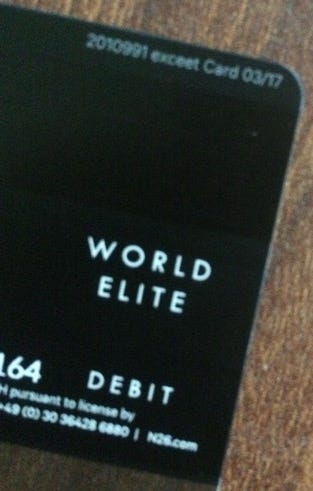 2010991 exceet Card 03/17
WORLD
ELITE
164 DEBIT
H pursuant to license by
+49 (0) 30 36428 6880 | N26.com